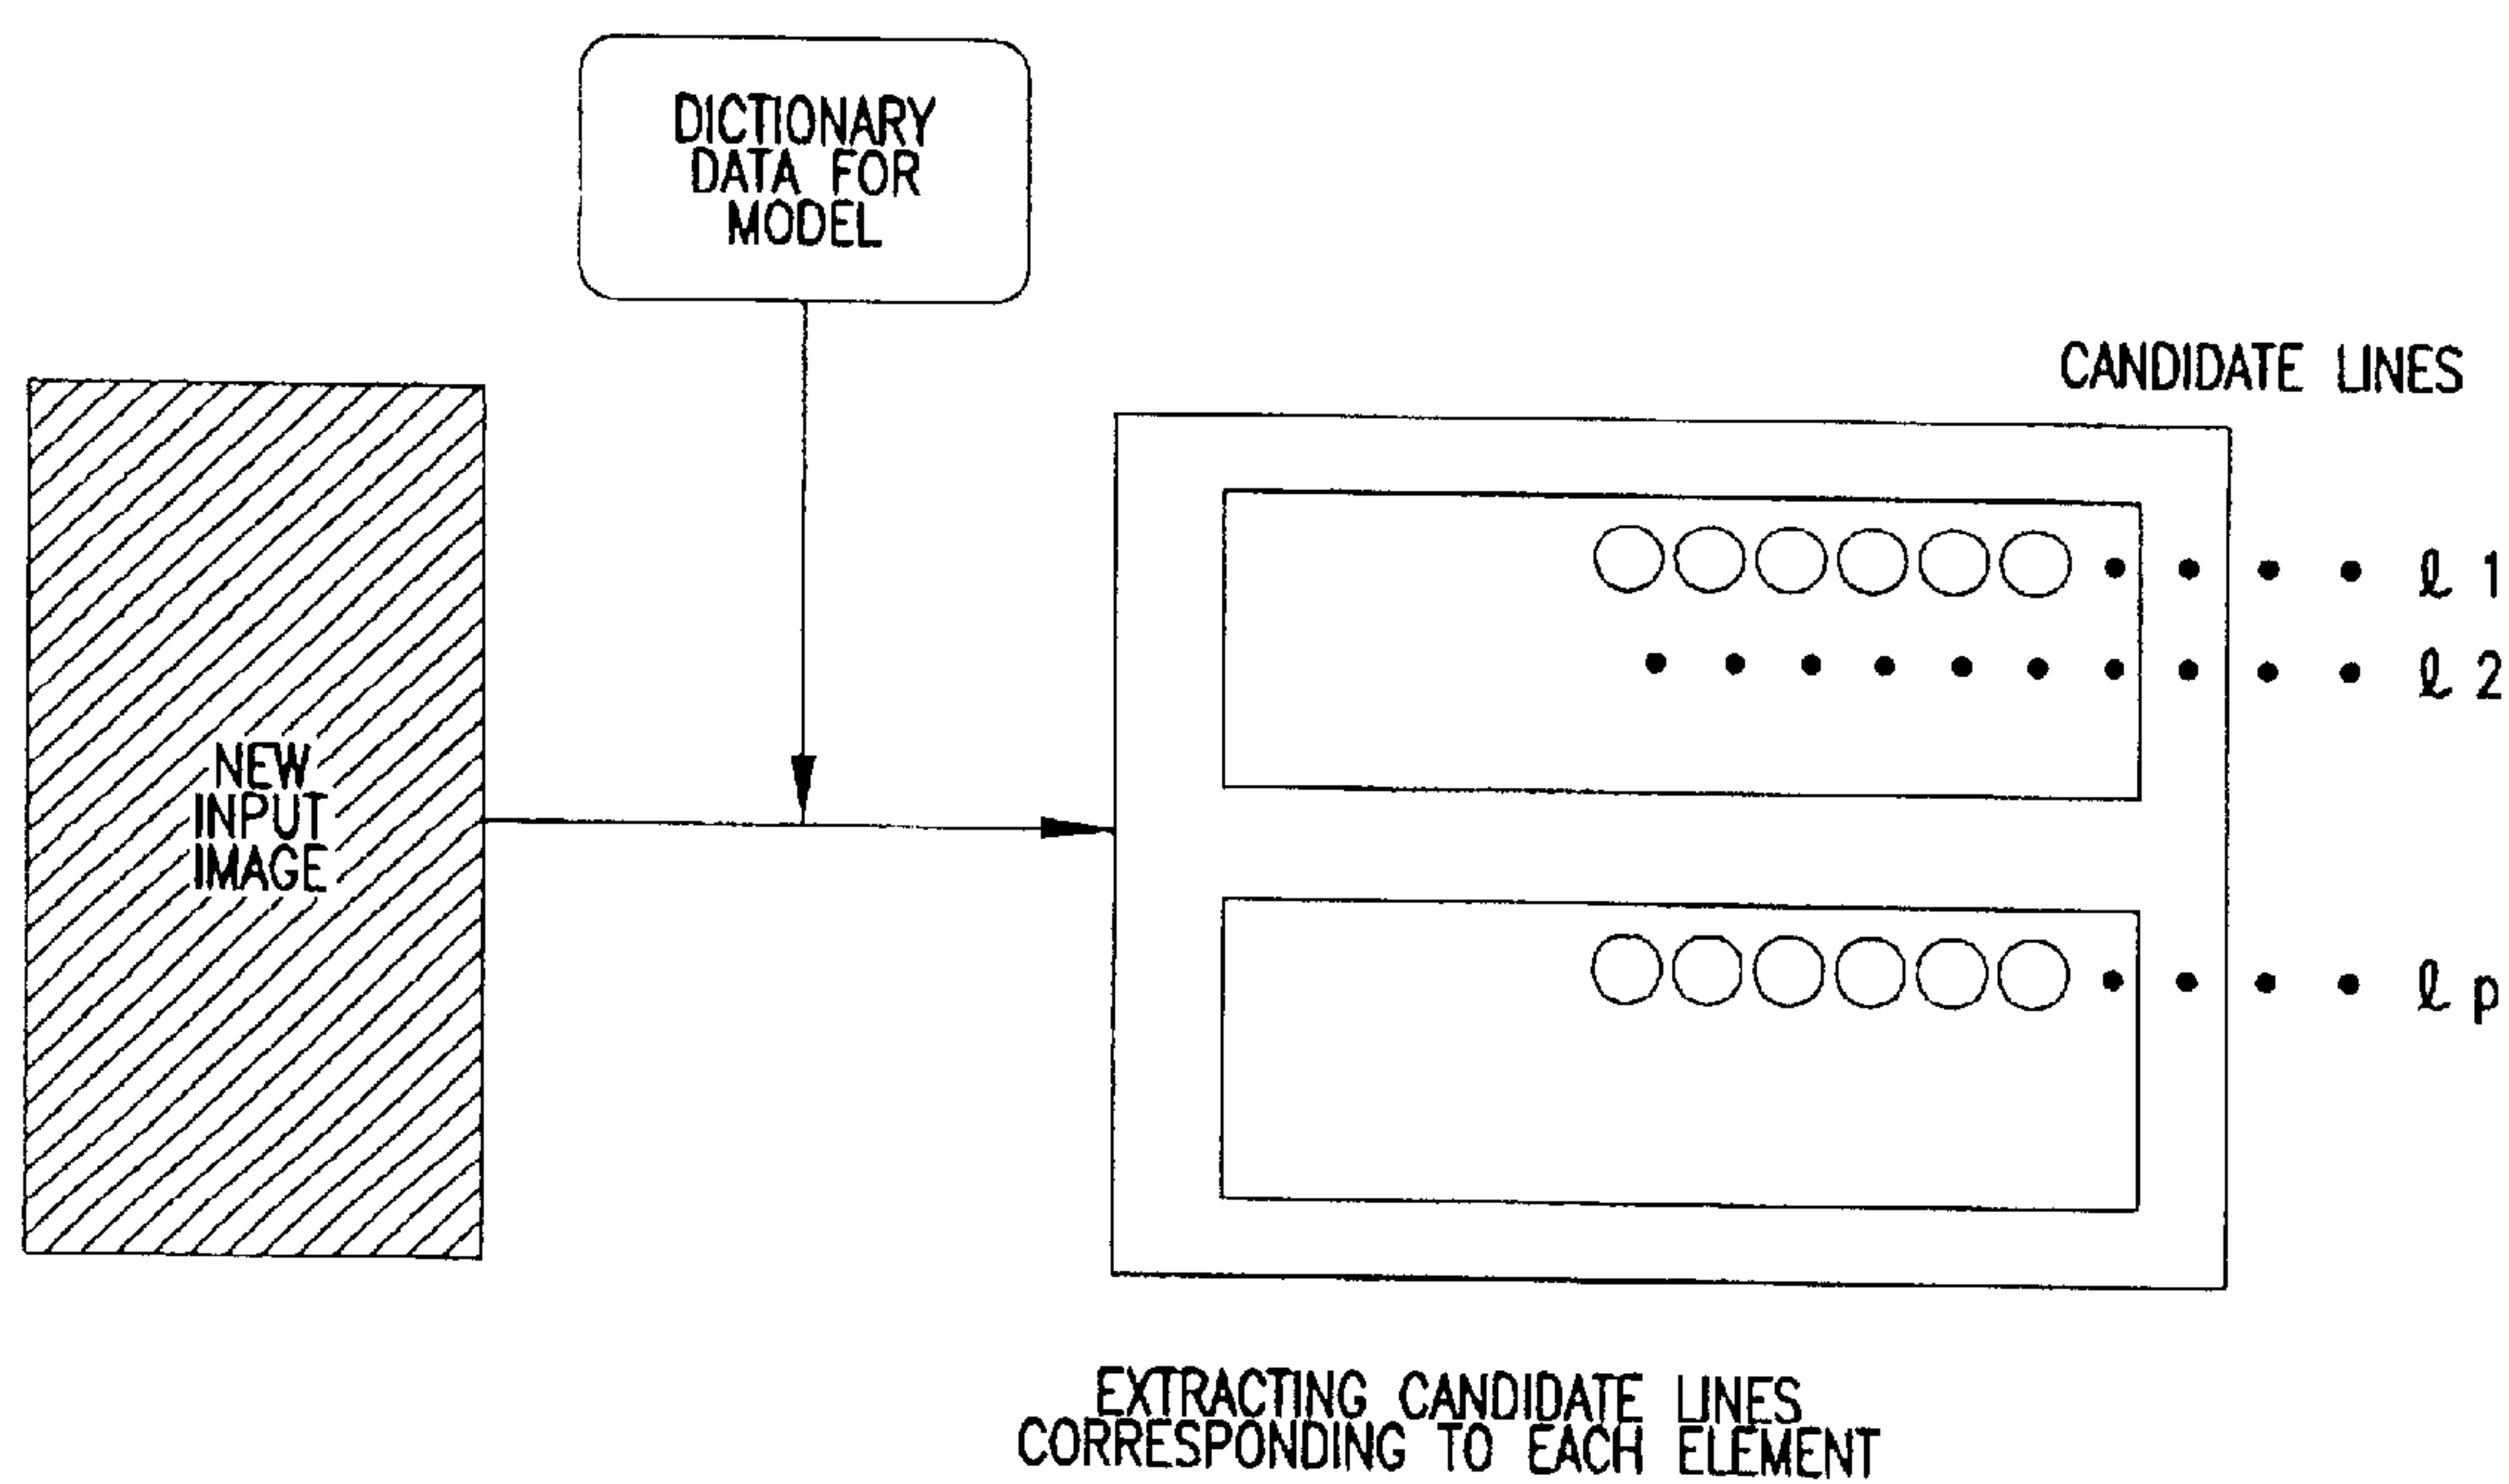 DICTIONARY
DATA FOR
MODEL
CANDIDATE LINES
ℓ 1
ℓ 2
NEW
INPUT
IMAGE
ℓ p
EXTRACTING CANDIDATE LINES
CORRESPONDING TO EACH ELEMENT